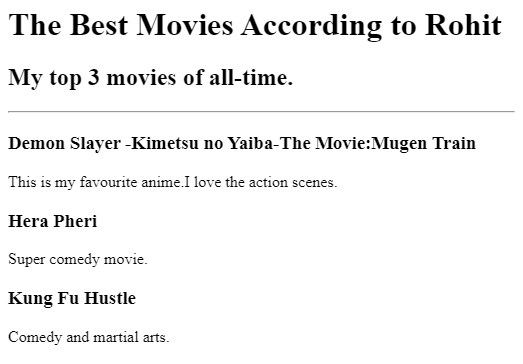 The Best Movies According to Rohit
My top 3 movies of all-time.
Demon Slayer -Kimetsu no Yaiba-The Movie:Mugen Train
This is my favourite anime.I love the action scenes.
Hera Pheri
Super comedy movie.
Kung Fu Hustle
Comedy and martial arts.